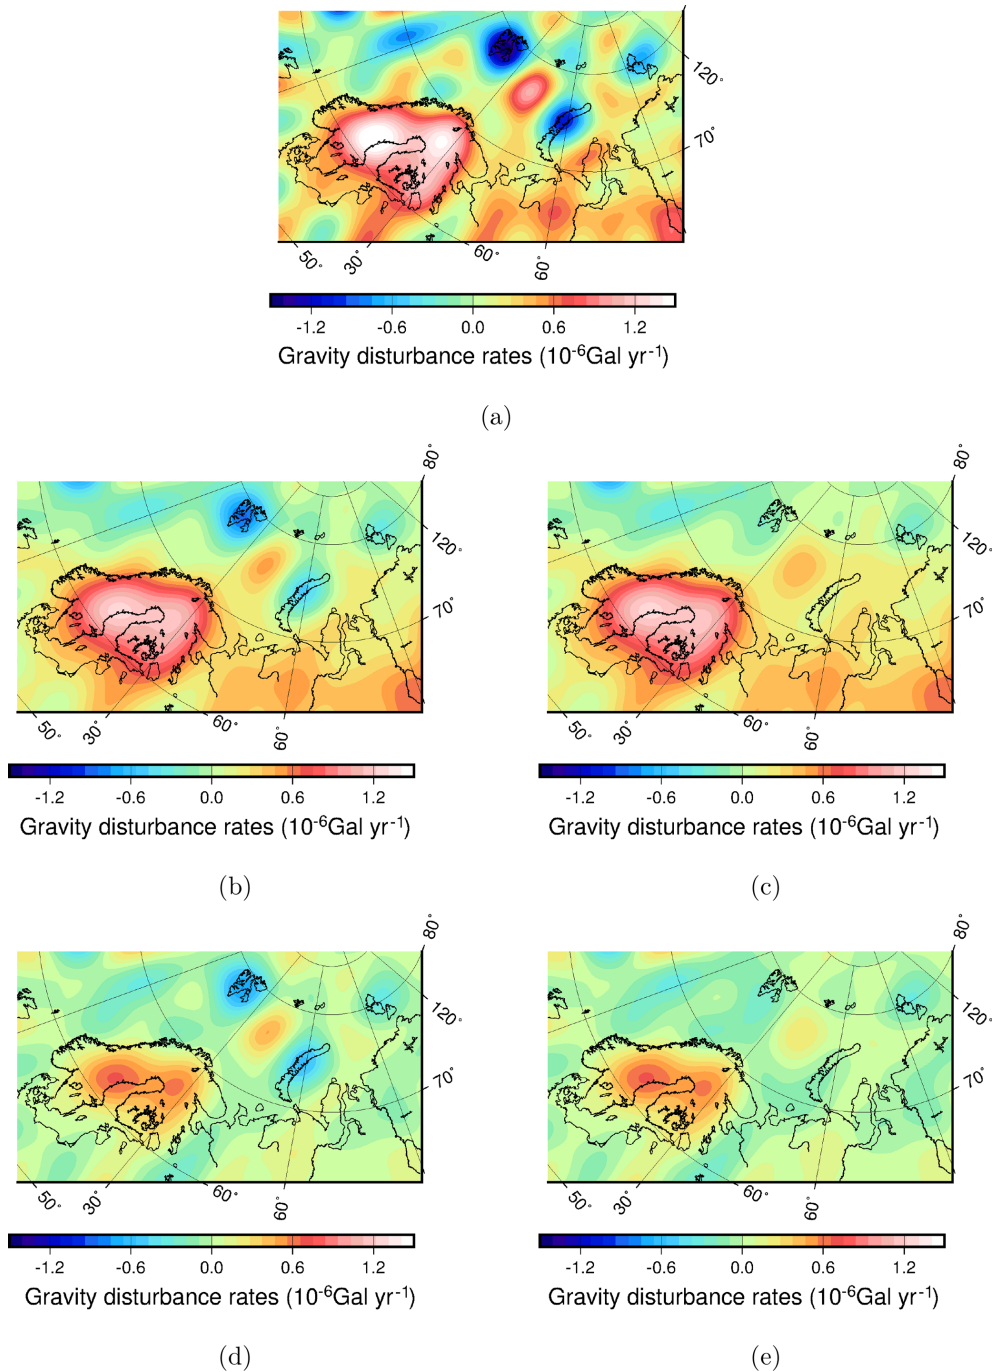 120°
70°
50°
30°
60°
60°
-1.2 -0.6 0.0 0.6 1.2
Gravity disturbance rates (10⁻⁶Gal yr⁻¹)
(a)
80° 80°
120° 120°
70° 70°
50° 30° 60° 60° 50° 30° 60° 60°
-1.2 -0.6 0.0 0.6 1.2 -1.2 -0.6 0.0 0.6 1.2
Gravity disturbance rates (10⁻⁶Gal yr⁻¹) Gravity disturbance rates (10⁻⁶Gal yr⁻¹)
(b) (c)
80° 80°
120° 120°
70° 70°
50° 30° 60° 60° 50° 30° 60° 60°
-1.2 -0.6 0.0 0.6 1.2 -1.2 -0.6 0.0 0.6 1.2
Gravity disturbance rates (10⁻⁶Gal yr⁻¹) Gravity disturbance rates (10⁻⁶Gal yr⁻¹)
(d) (e)